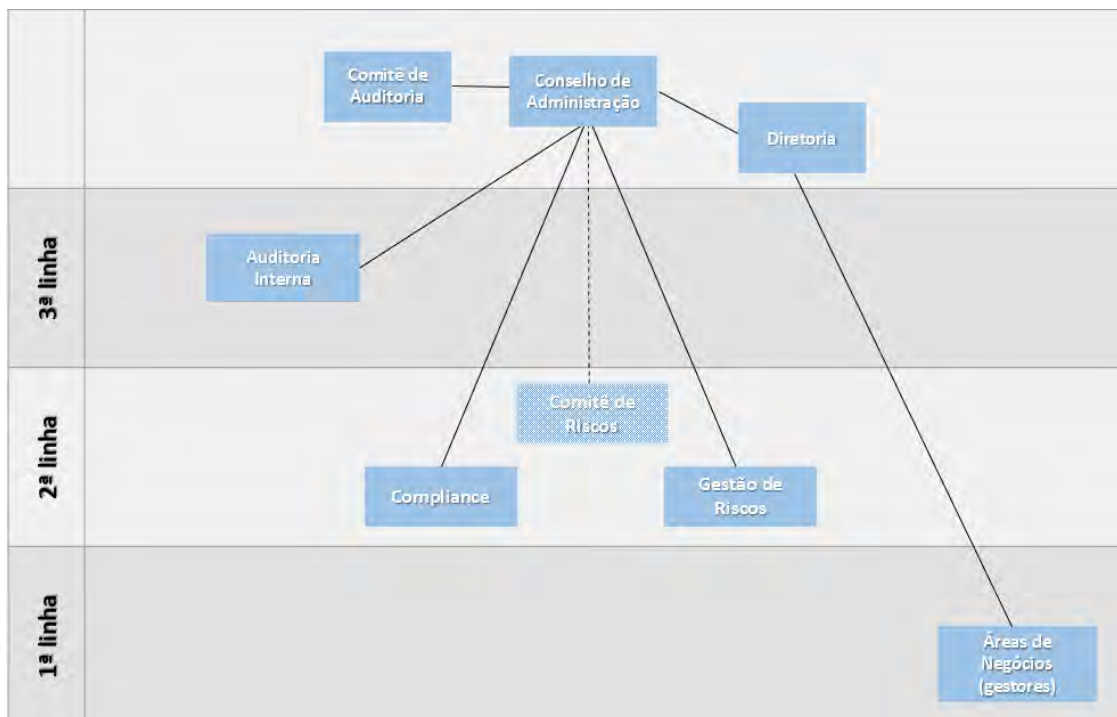 Comitê de
Auditoria
Conselho de
Administração
Diretoria
3ª linha
Auditoria
Interna
2ª linha
Comitê de
Riscos
Compliance
Gestão de
Riscos
1ª linha
Áreas de
Negócios
(gestores)